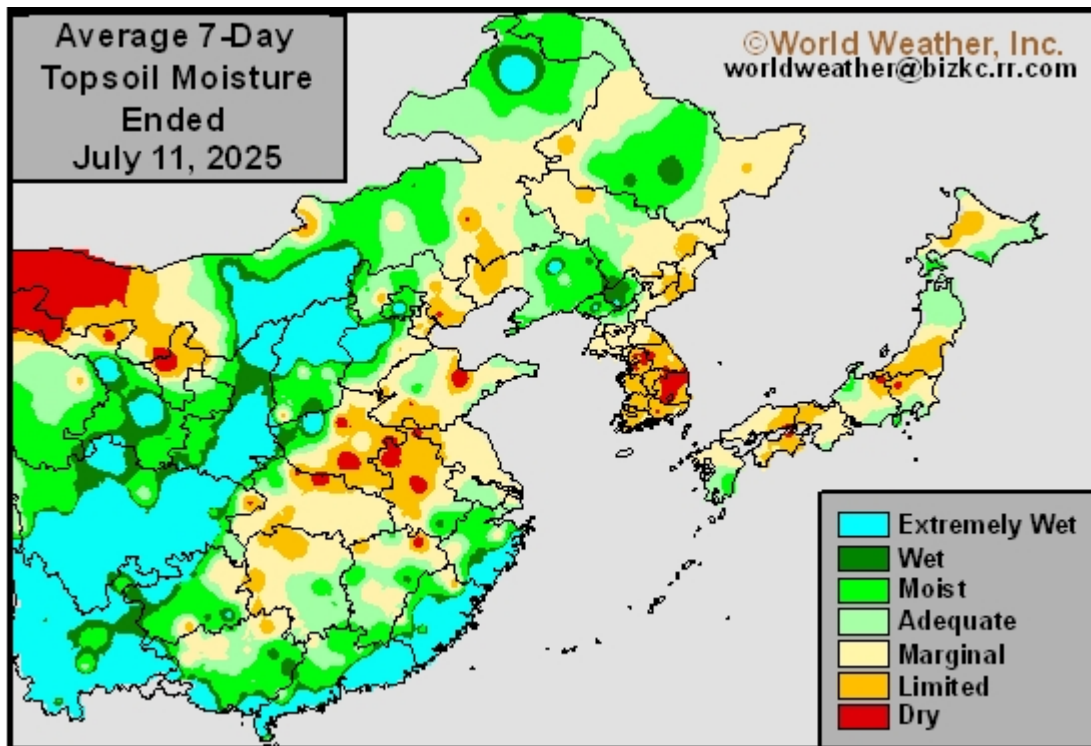 Average 7-Day
Topsoil Moisture
Ended
July 11, 2025
©World Weather, Inc.
worldweather@bizkc.rr.com
Extremely Wet
Wet
Moist
Adequate
Marginal
Limited
Dry